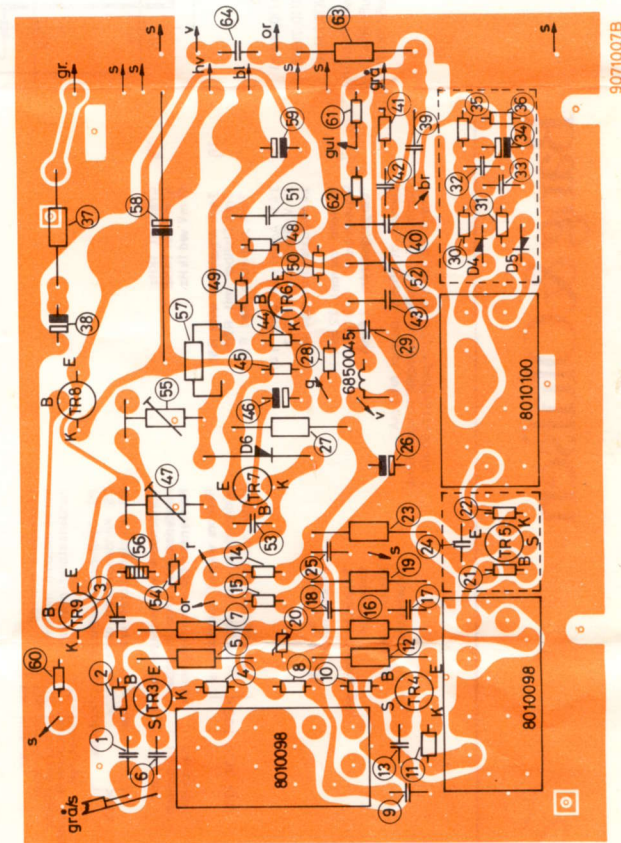 s
60
grå/s
1
2
3
K
B
TR9
E
K
B
TR8
E
38
37
gr.
6
S
TR3
B
E
K
56
54
47
55
58
s
s
s
4
5
7
or
r
57
v
64
hv
8010098
8
20
15
14
53
B
TR7
E
K
D6
46
45
44
49
48
B
TR6
E
K
51
59
bl
or
10
18
25
27
26
g
28
6850045
v
29
50
s
s
63
9
13
11
S
TR4
B
E
K
12
16
17
19
s
23
43
52
40
62
gul
61
grå
42
41
39
br
8010098
21
24
E
TR5
B
S
K
22
8010100
30
D4
D5
31
32
33
34
35
36
s
9071007B